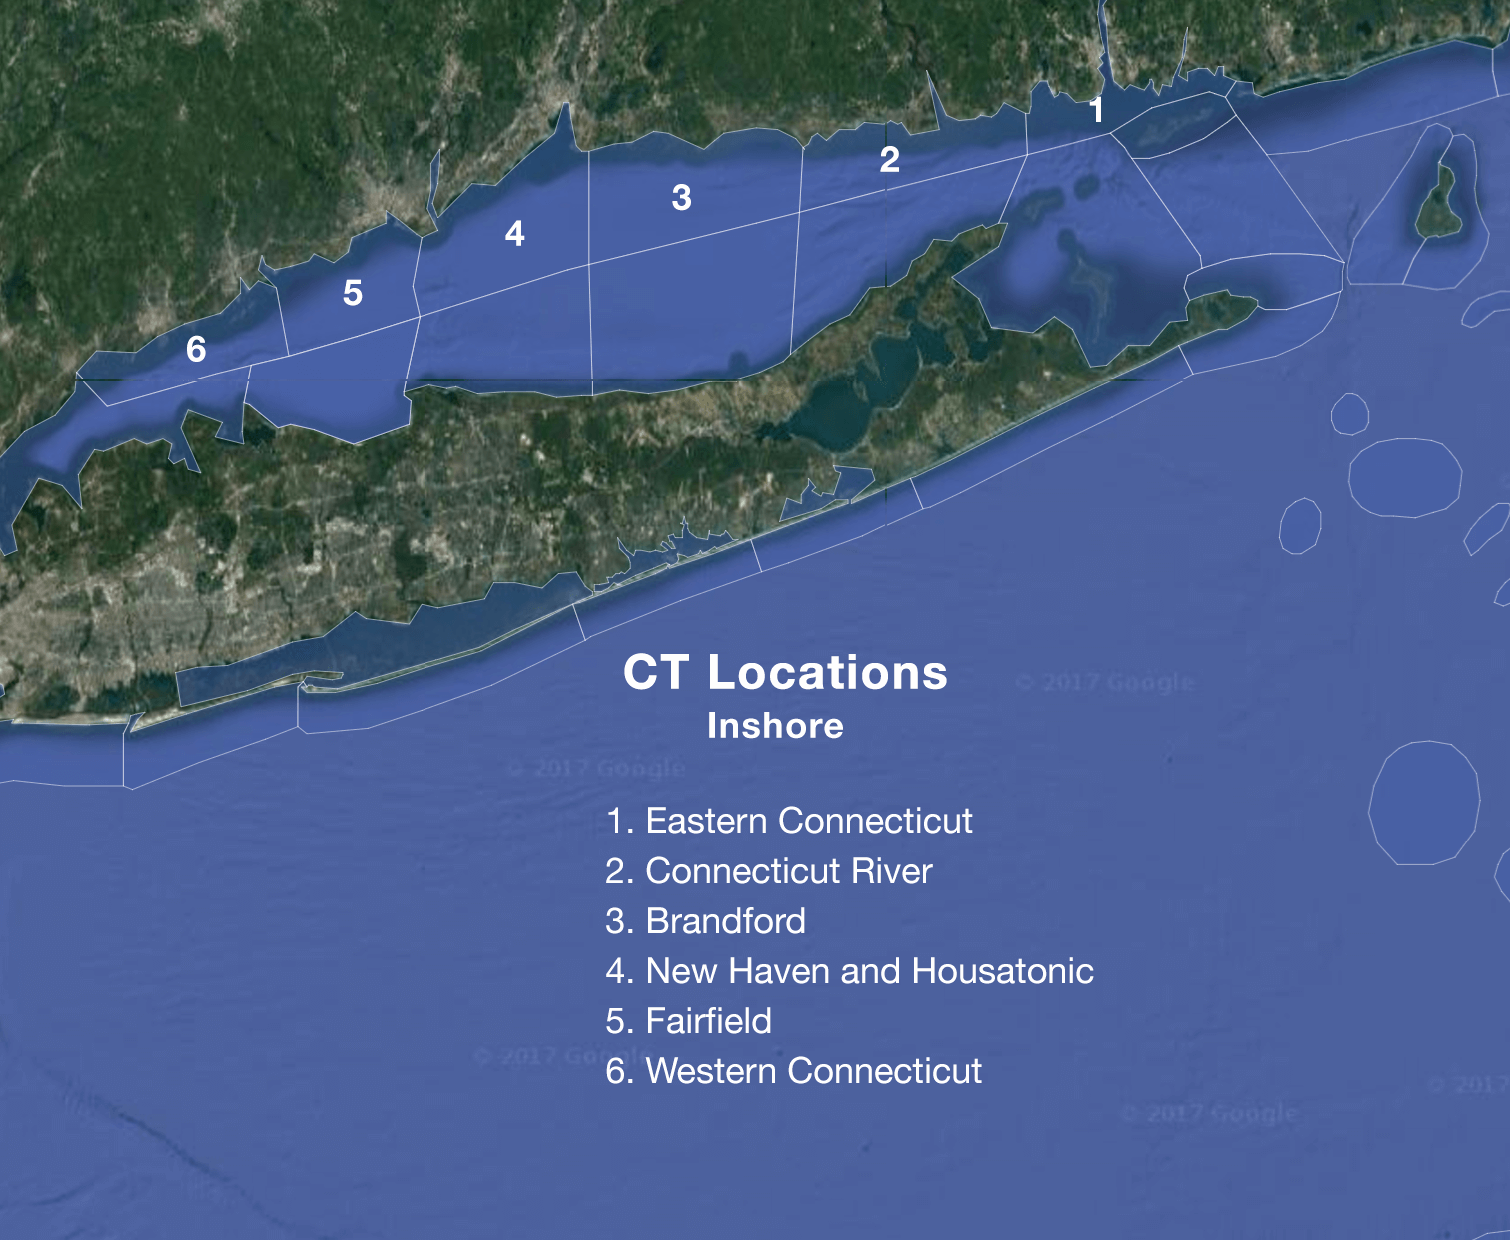 1
2
3
4
5
6
CT Locations
© 2017 Google
Inshore
© 2017 Google
1. Eastern Connecticut
2. Connecticut River
3. Brandford
4. New Haven and Housatonic
5. Fairfield
© 2017 Google
6. Western Connecticut
© 2017
© 2017 Google